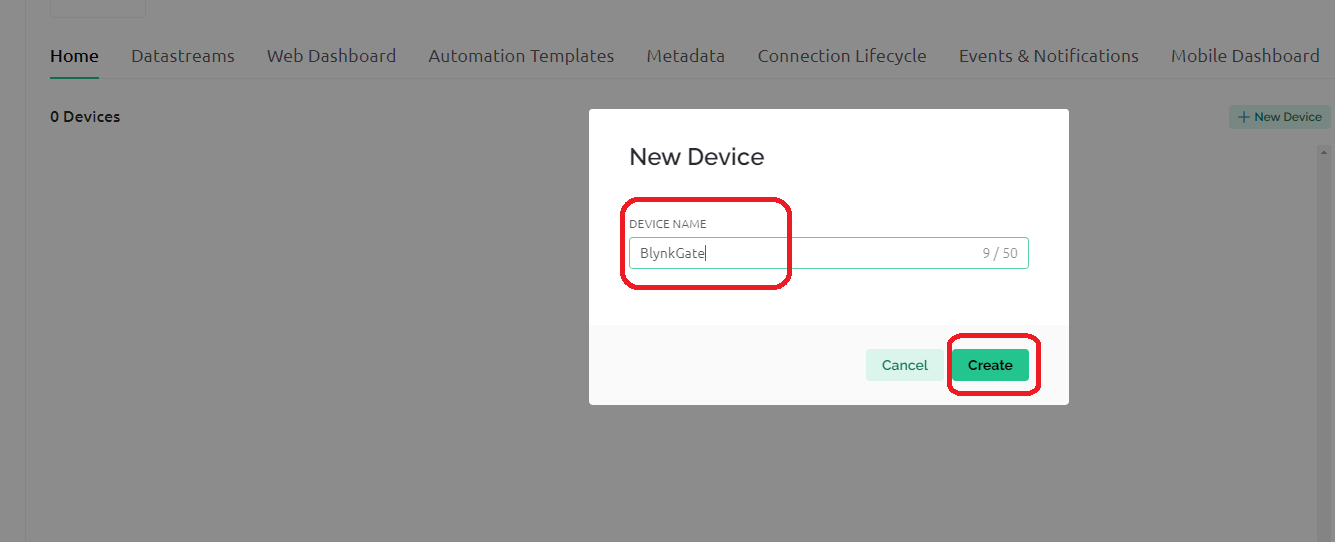 Home Datastreams Web Dashboard Automation Templates Metadata Connection Lifecycle Events & Notifications Mobile Dashboard
0 Devices
+ New Device
New Device
DEVICE NAME
BlynkGate 9 / 50
Cancel Create